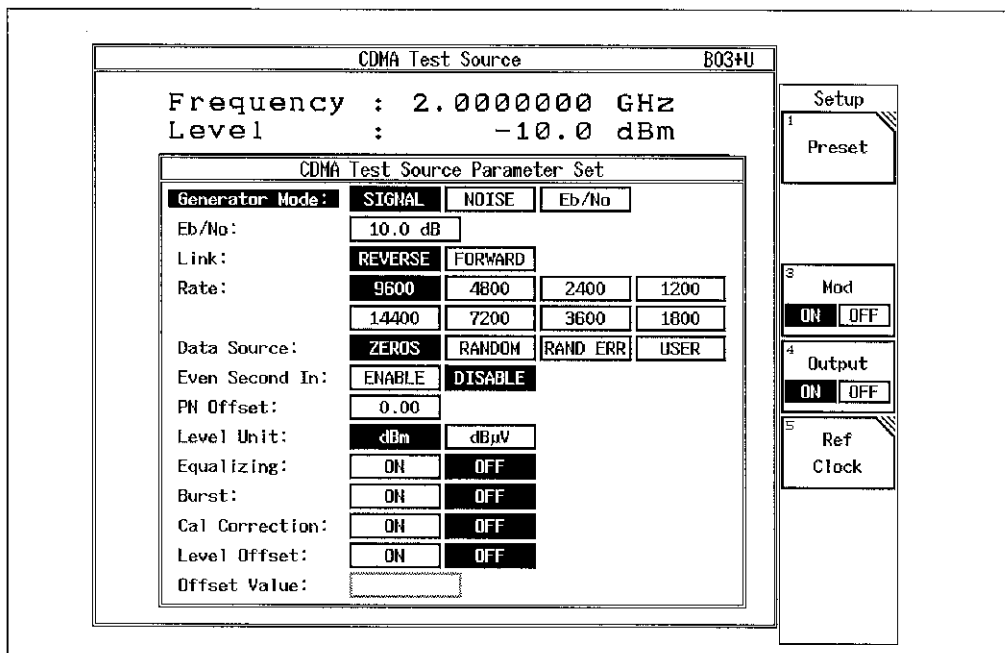 CDMA Test Source B03+U
Frequency : 2.0000000 GHz
Level : -10.0 dBm
CDMA Test Source Parameter Set
Generator Mode: SIGNAL NOISE Eb/No
Eb/No: 10.0 dB
Link: REVERSE FORWARD
Rate: 9600 4800 2400 1200
14400 7200 3600 1800
Data Source: ZEROS RANDOM RAND ERR USER
Even Second In: ENABLE DISABLE
PN Offset: 0.00
Level Unit: dBm dBμV
Equalizing: ON OFF
Burst: ON OFF
Cal Correction: ON OFF
Level Offset: ON OFF
Offset Value:
Setup
1
Preset
3
Mod
ON OFF
4
Output
ON OFF
5
Ref
Clock